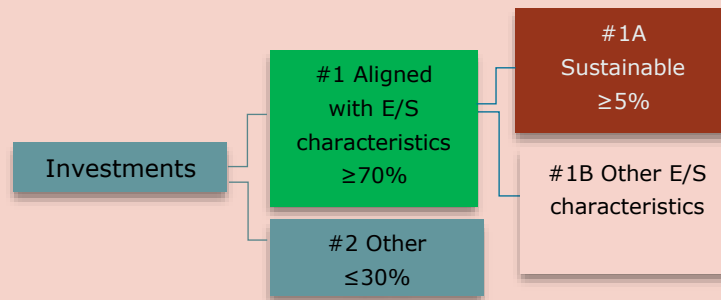 Investments
#1 Aligned
with E/S
characteristics
≥70%
#2 Other
≤30%
#1A
Sustainable
≥5%
#1B Other E/S
characteristics